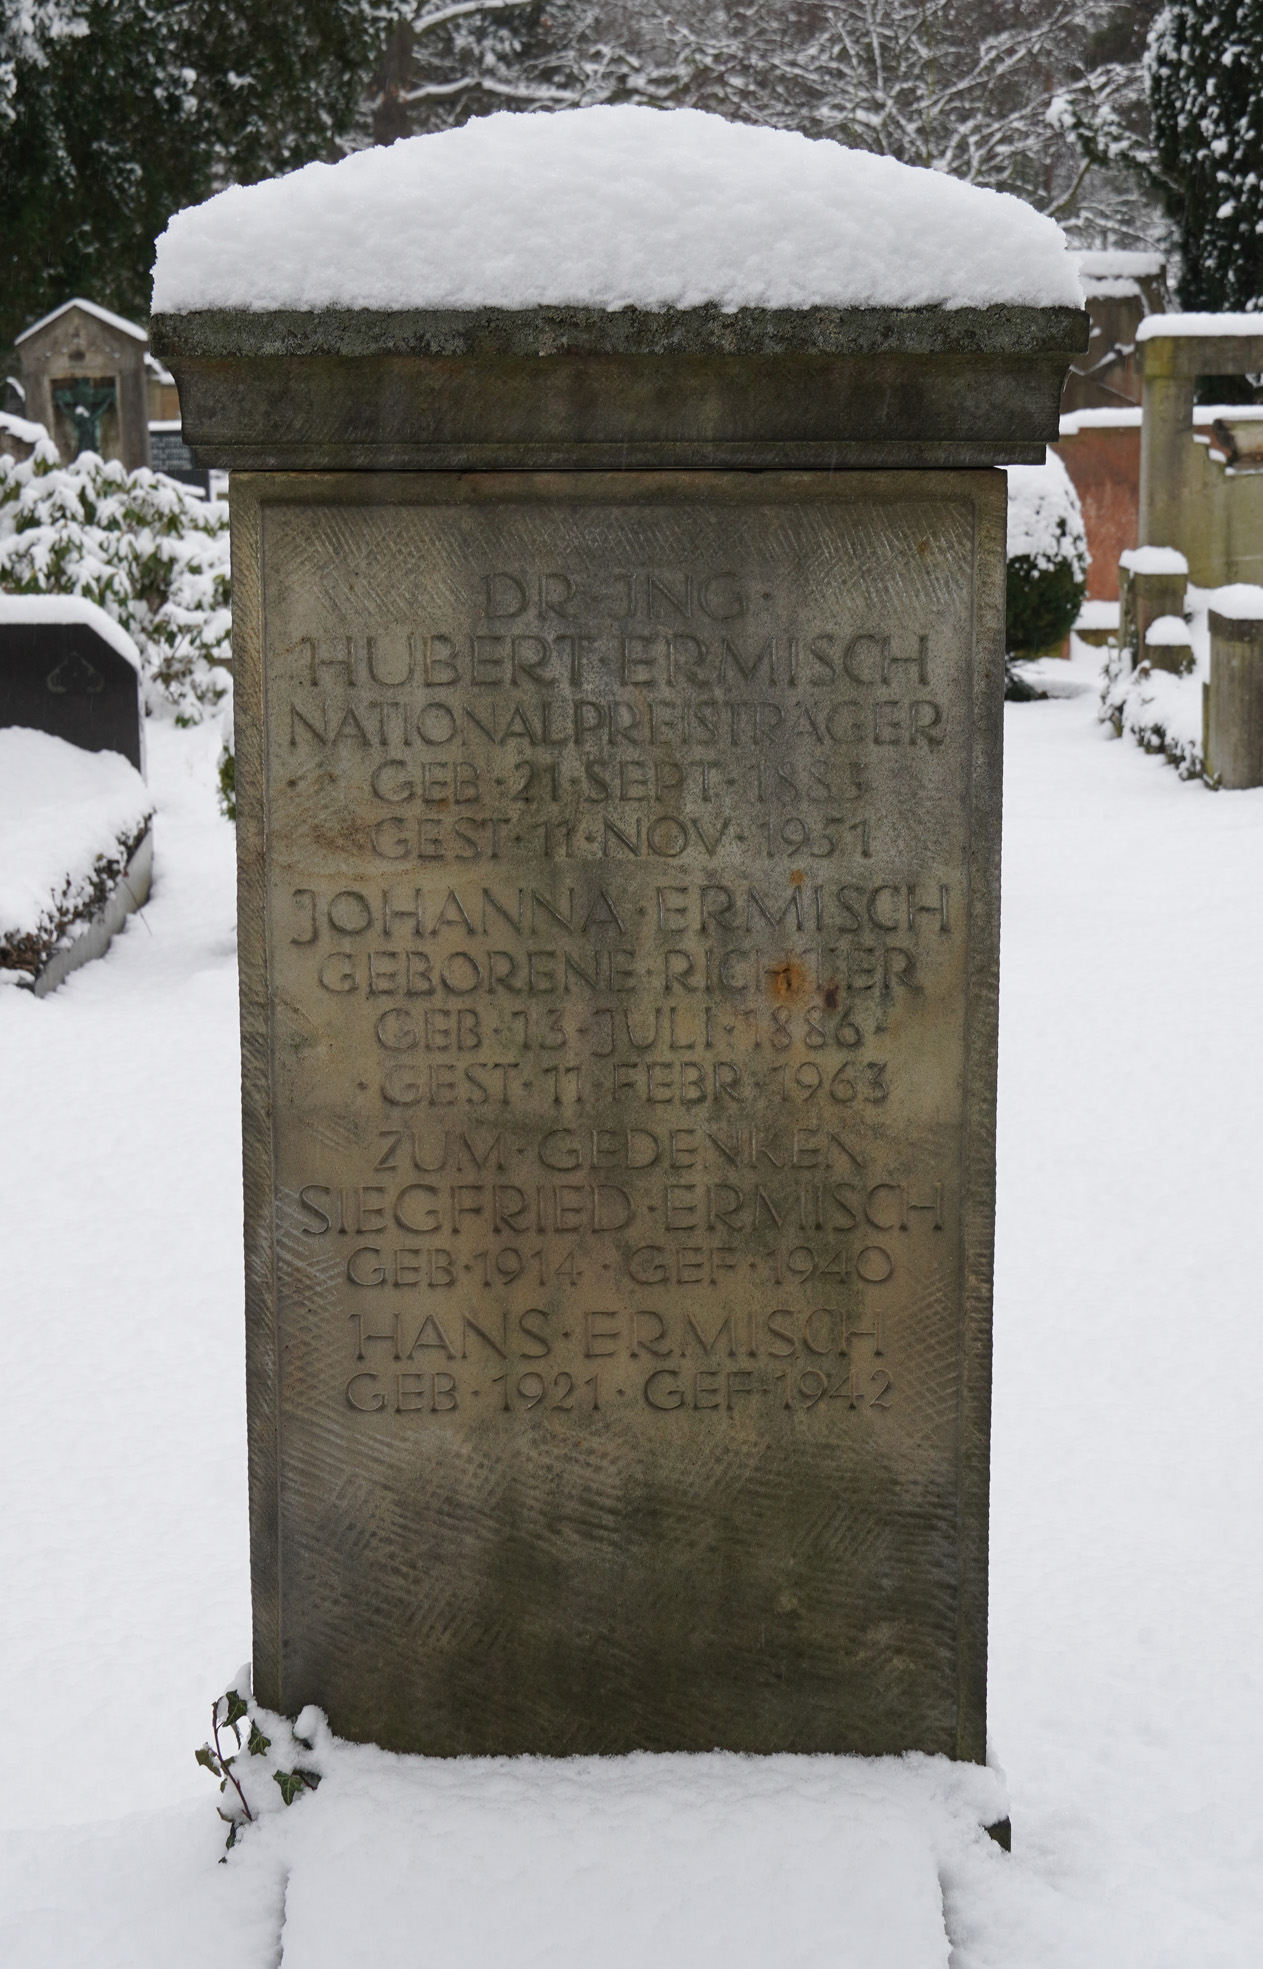 DR·ING·
HUBERT·ERMISCH
NATIONALPREISTRÄGER
GEB·21·SEPT·1883
GEST·11·NOV·1951
JOHANNA·ERMISCH
GEBORENE·RICHTER
GEB·13·JULI·1886·
·GEST·11·FEBR·1963
ZUM·GEDENKEN
SIEGFRIED·ERMISCH
GEB·1914·GEF·1940
HANS·ERMISCH
GEB·1921·GEF·1942